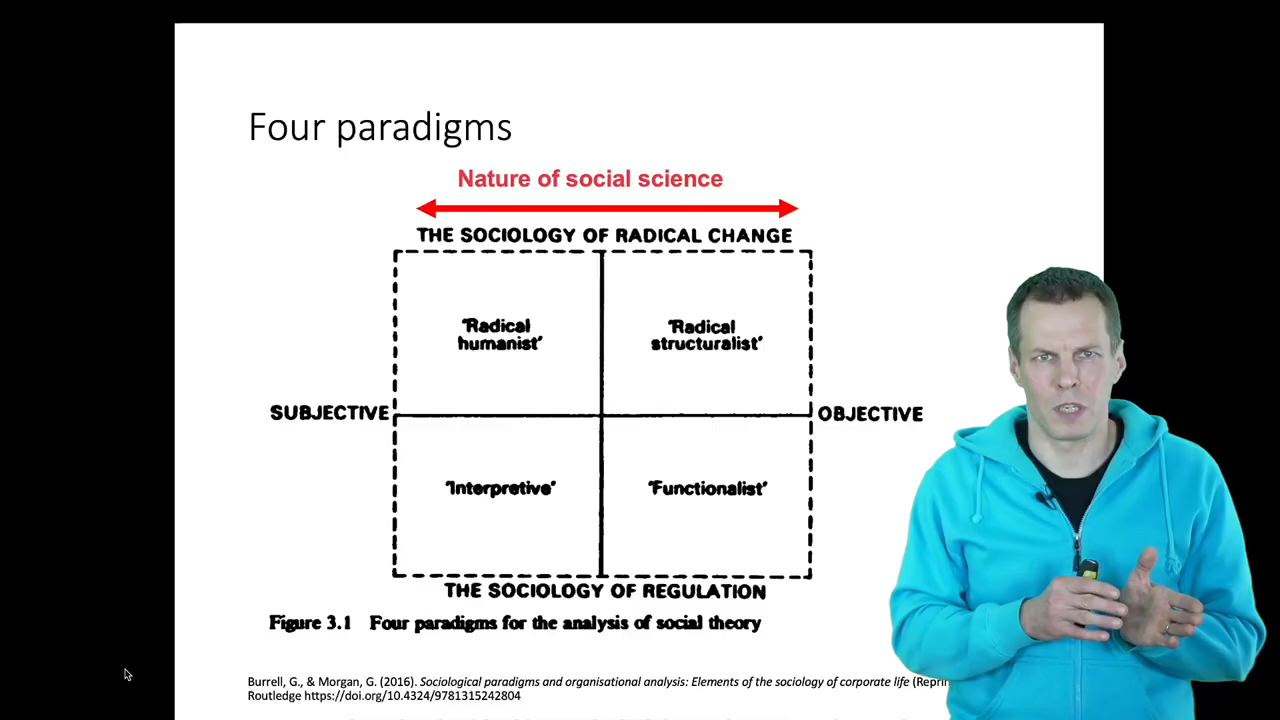 Four paradigms
Nature of social science
THE SOCIOLOGY OF RADICAL CHANGE
'Radical humanist'
'Radical structuralist'
SUBJECTIVE
OBJECTIVE
'Interpretive'
'Functionalist'
THE SOCIOLOGY OF REGULATION
Figure 3.1 Four paradigms for the analysis of social theory
Burrell, G., & Morgan, G. (2016). Sociological paradigms and organisational analysis: Elements of the sociology of corporate life
Routledge https://doi.org/10.4324/9781315242804